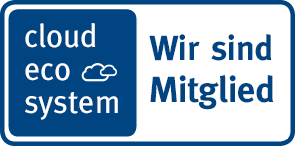 cloud
eco
system
Wir sind
Mitglied